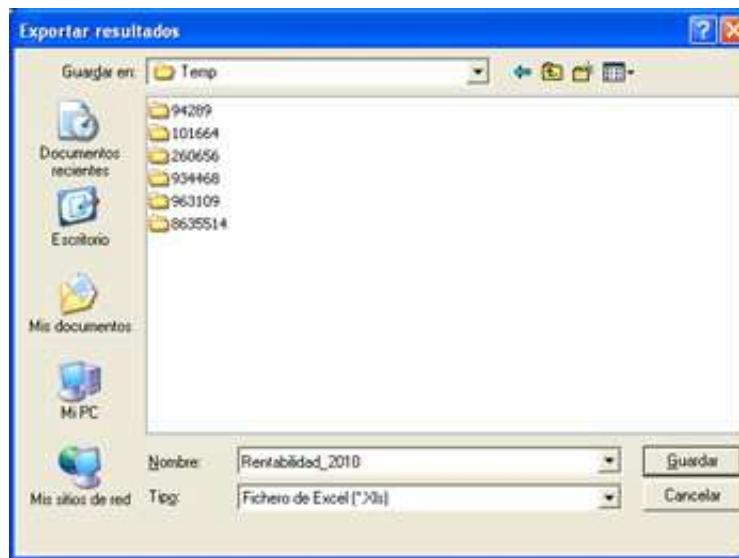 Exportar resultados
Guardar en: Temp
94289
101664
260656
934468
963109
8635514
Documentos
recientes
Escritorio
Mis documentos
Mi PC
Mis sitios de red
Nombre: Rentabilidad_2010 Guardar
Tipo: Fichero de Excel (*.Xls) Cancelar